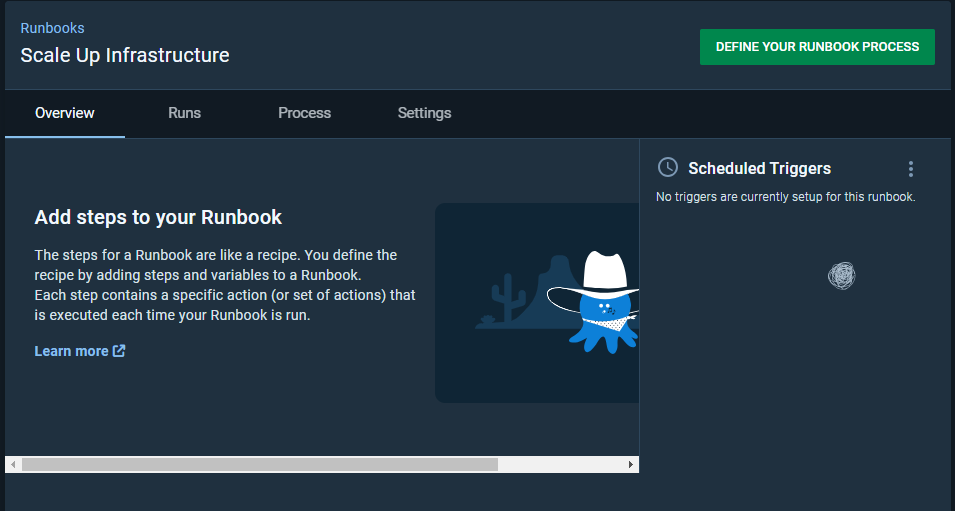 Runbooks
Scale Up Infrastructure
DEFINE YOUR RUNBOOK PROCESS
Overview
Runs
Process
Settings
Add steps to your Runbook
The steps for a Runbook are like a recipe. You define the
recipe by adding steps and variables to a Runbook.
Each step contains a specific action (or set of actions) that
is executed each time your Runbook is run.
Learn more
Scheduled Triggers
No triggers are currently setup for this runbook.